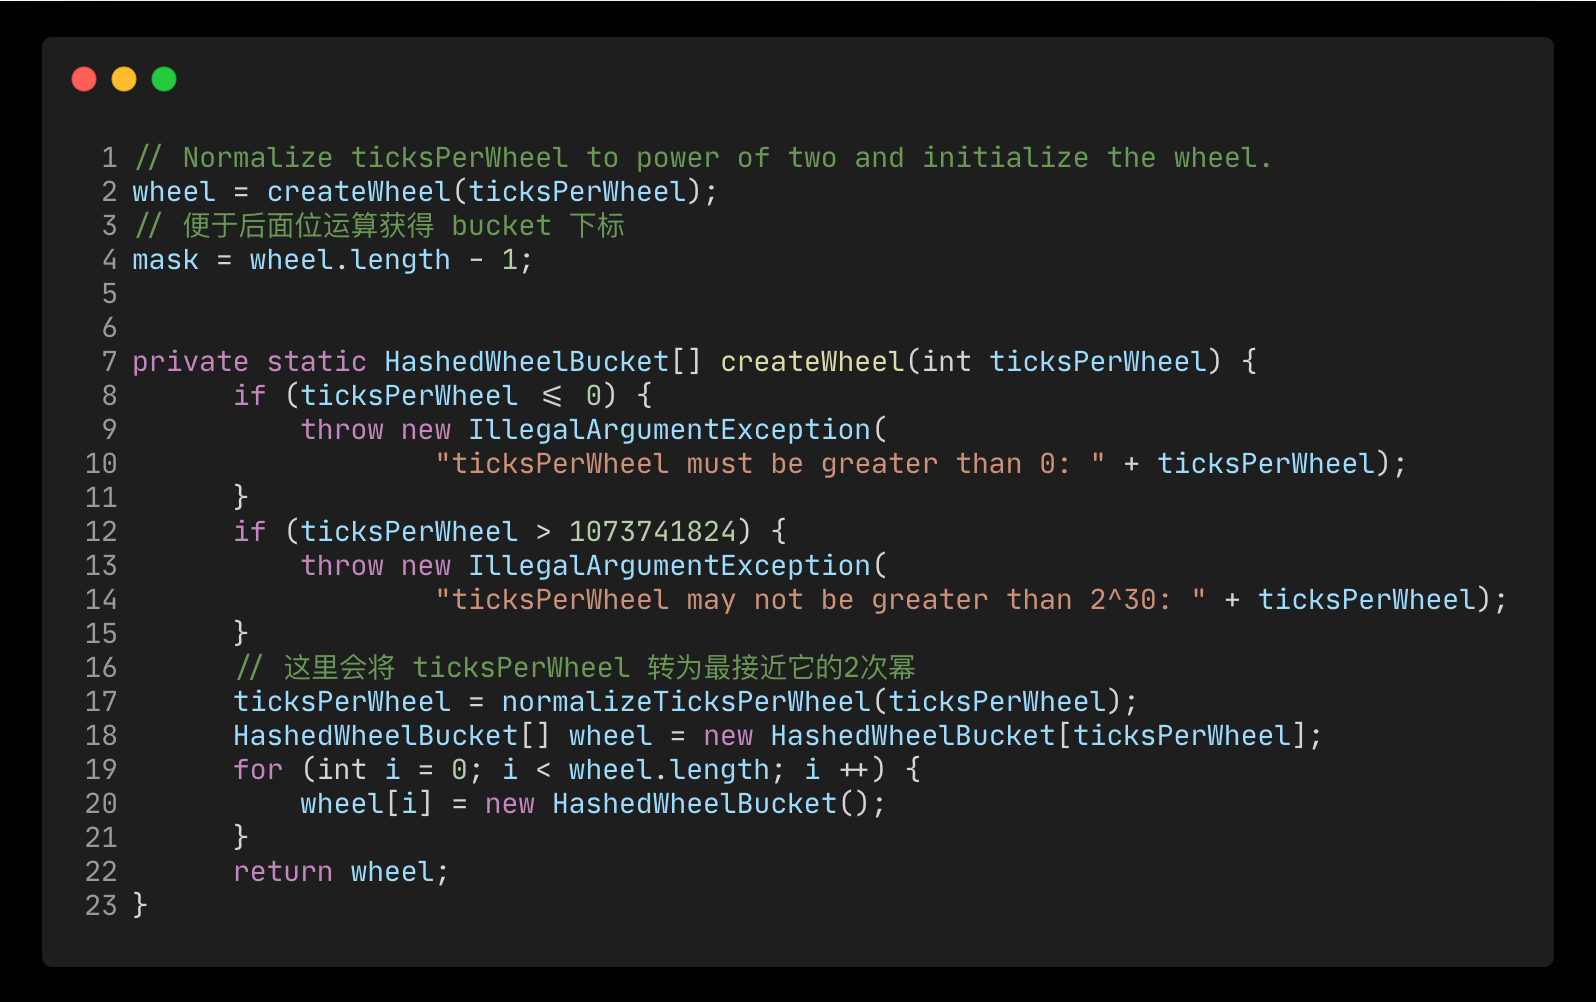 1 // Normalize ticksPerWheel to power of two and initialize the wheel.
2 wheel = createWheel(ticksPerWheel);
3 // 便于后面位运算获得 bucket 下标
4 mask = wheel.length - 1;
5
6
7 private static HashedWheelBucket[] createWheel(int ticksPerWheel) {
8       if (ticksPerWheel <= 0) {
9           throw new IllegalArgumentException(
10                   "ticksPerWheel must be greater than 0: " + ticksPerWheel);
11       }
12       if (ticksPerWheel > 1073741824) {
13           throw new IllegalArgumentException(
14                   "ticksPerWheel may not be greater than 2^30: " + ticksPerWheel);
15       }
16       // 这里会将 ticksPerWheel 转为最接近它的2次幂
17       ticksPerWheel = normalizeTicksPerWheel(ticksPerWheel);
18       HashedWheelBucket[] wheel = new HashedWheelBucket[ticksPerWheel];
19       for (int i = 0; i < wheel.length; i ++) {
20           wheel[i] = new HashedWheelBucket();
21       }
22       return wheel;
23 }